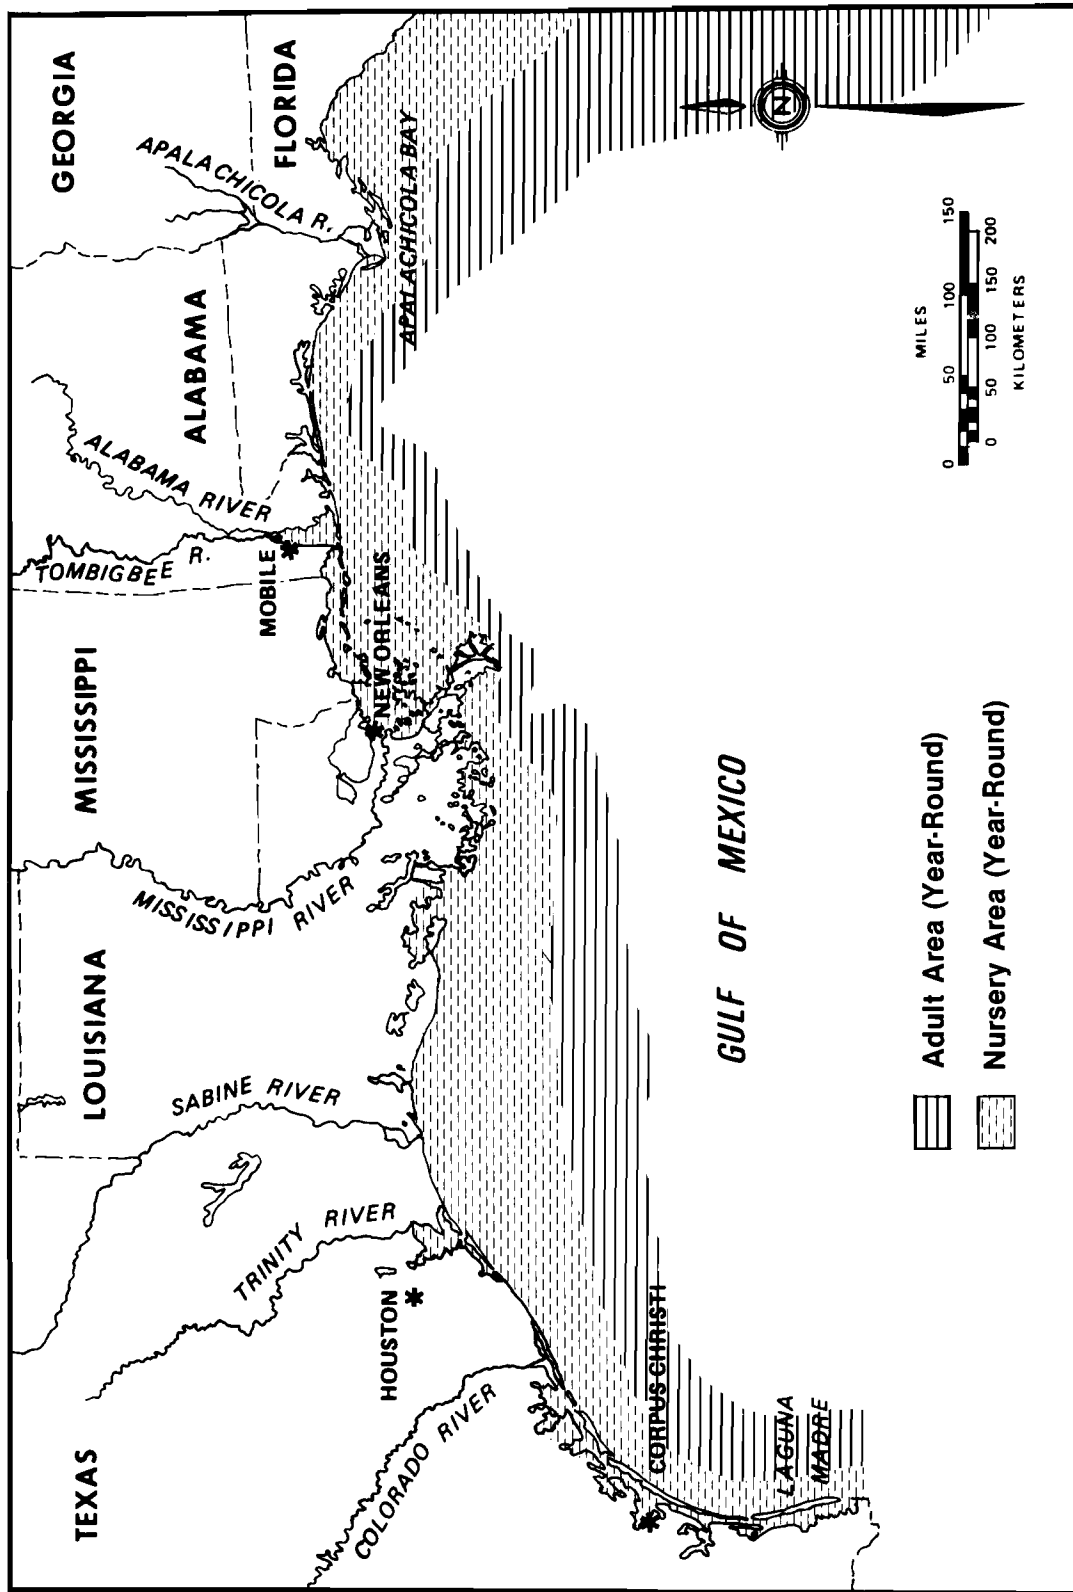 TEXAS
LOUISIANA
MISSISSIPPI
ALABAMA
GEORGIA
FLORIDA
COLORADO RIVER
TRINITY RIVER
SABINE RIVER
MISSISSIPPI RIVER
TOMBIGBEE R.
ALABAMA RIVER
APALACHICOLA R.
HOUSTON
NEW ORLEANS
MOBILE
CORPUS CHRISTI
LAGUNA
MADRE
APALACHICOLA BAY
GULF OF MEXICO
N
MILES
0 50 100 150
0 50 100 150 200
KILOMETERS
Adult Area (Year-Round)
Nursery Area (Year-Round)